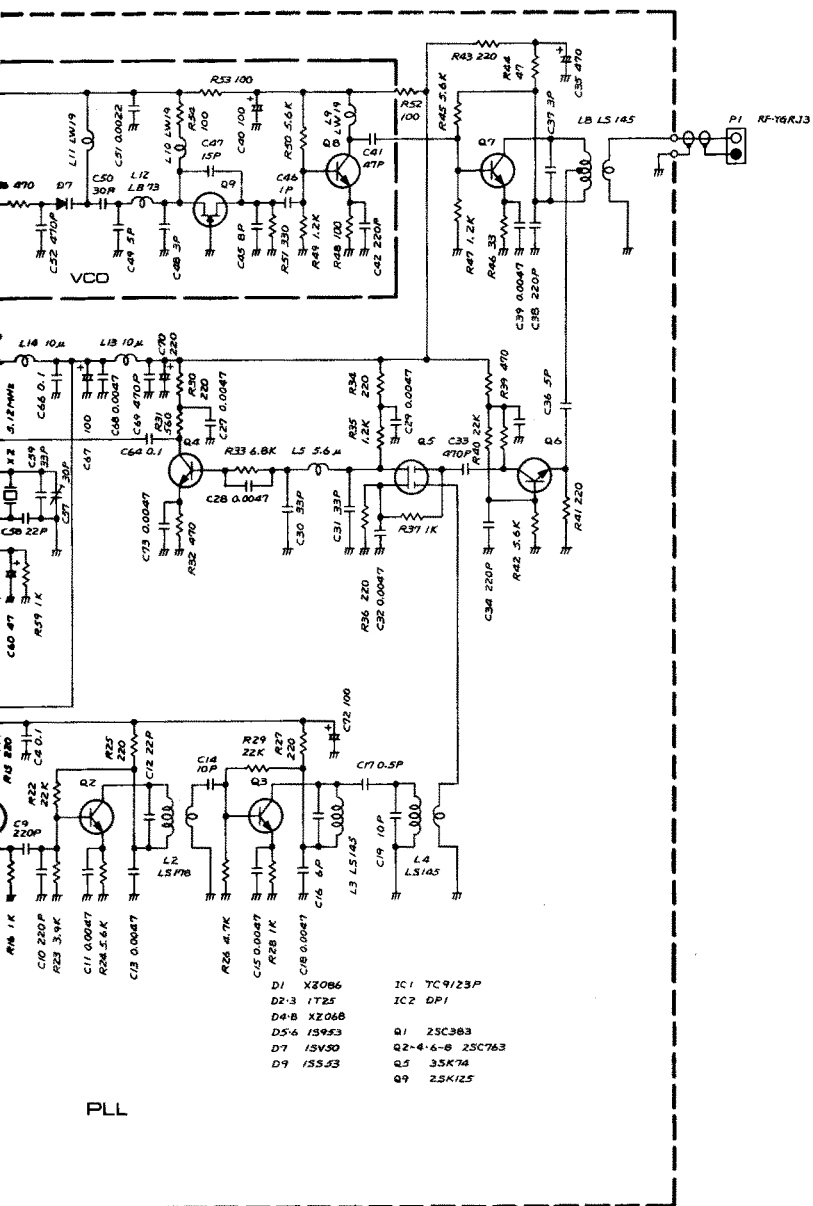 R53 100
R54 100
L10 LW19
L11 LW19
C51 0.0022
C40 100
R50 5.6K
L9 LW19
Q8
R52 100
C41 47P
R43 220
R44 47
C35 470
R45 5.6K
Q7
C37 3P
L8 LS145
P1 RF-Y6RJ3
470
D7
C50 30P
L12 LB73
C47 15P
Q9
C46 1P
C52 470P
C49 5P
C48 3P
C45 8P
R51 330
R49 1.2K
R48 100
C42 220P
R47 1.2K
R46 33
C39 0.0047
C38 220P
VCO
L14 10μ
L13 10μ
C70 220
C66 0.1
C67 100
C68 0.0047
C69 470P
R31 560
R30 220
C27 0.0047
R34 220
C29 0.0047
R35 1.2K
R39 470
R40 22K
C36 5P
5.12MHz
X2
C59 33P
30P
C57
C58 22P
C64 0.1
Q4
R33 6.8K
L5 5.6μ
C28 0.0047
Q5
C33 470P
Q6
C73 0.0047
R32 470
C30 33P
C31 33P
R37 1K
R36 220
C32 0.0047
C34 220P
R42 5.6K
R41 220
C60 47
R59 1K
R15 220
C4 0.1
R25 220
C12 22P
C14 10P
R29 22K
R27 220
C72 100
R22 22K
Q2
Q3
C17 0.5P
C9 220P
L2 LS178
C16 6P
L3 LS145
C19 10P
L4 LS145
R16 1K
C10 220P
R23 3.9K
C11 0.0047
R24 5.6K
C13 0.0047
R26 4.7K
C15 0.0047
R28 1K
C18 0.0047
D1 XZ086
IC1 TC9123P
D2·3 1T25
IC2 DP1
D4·8 XZ068
D5·6 1S953
Q1 2SC383
D7 1SV50
Q2~4·6~8 2SC763
D9 1SS53
Q5 3SK74
Q9 2SK125
PLL